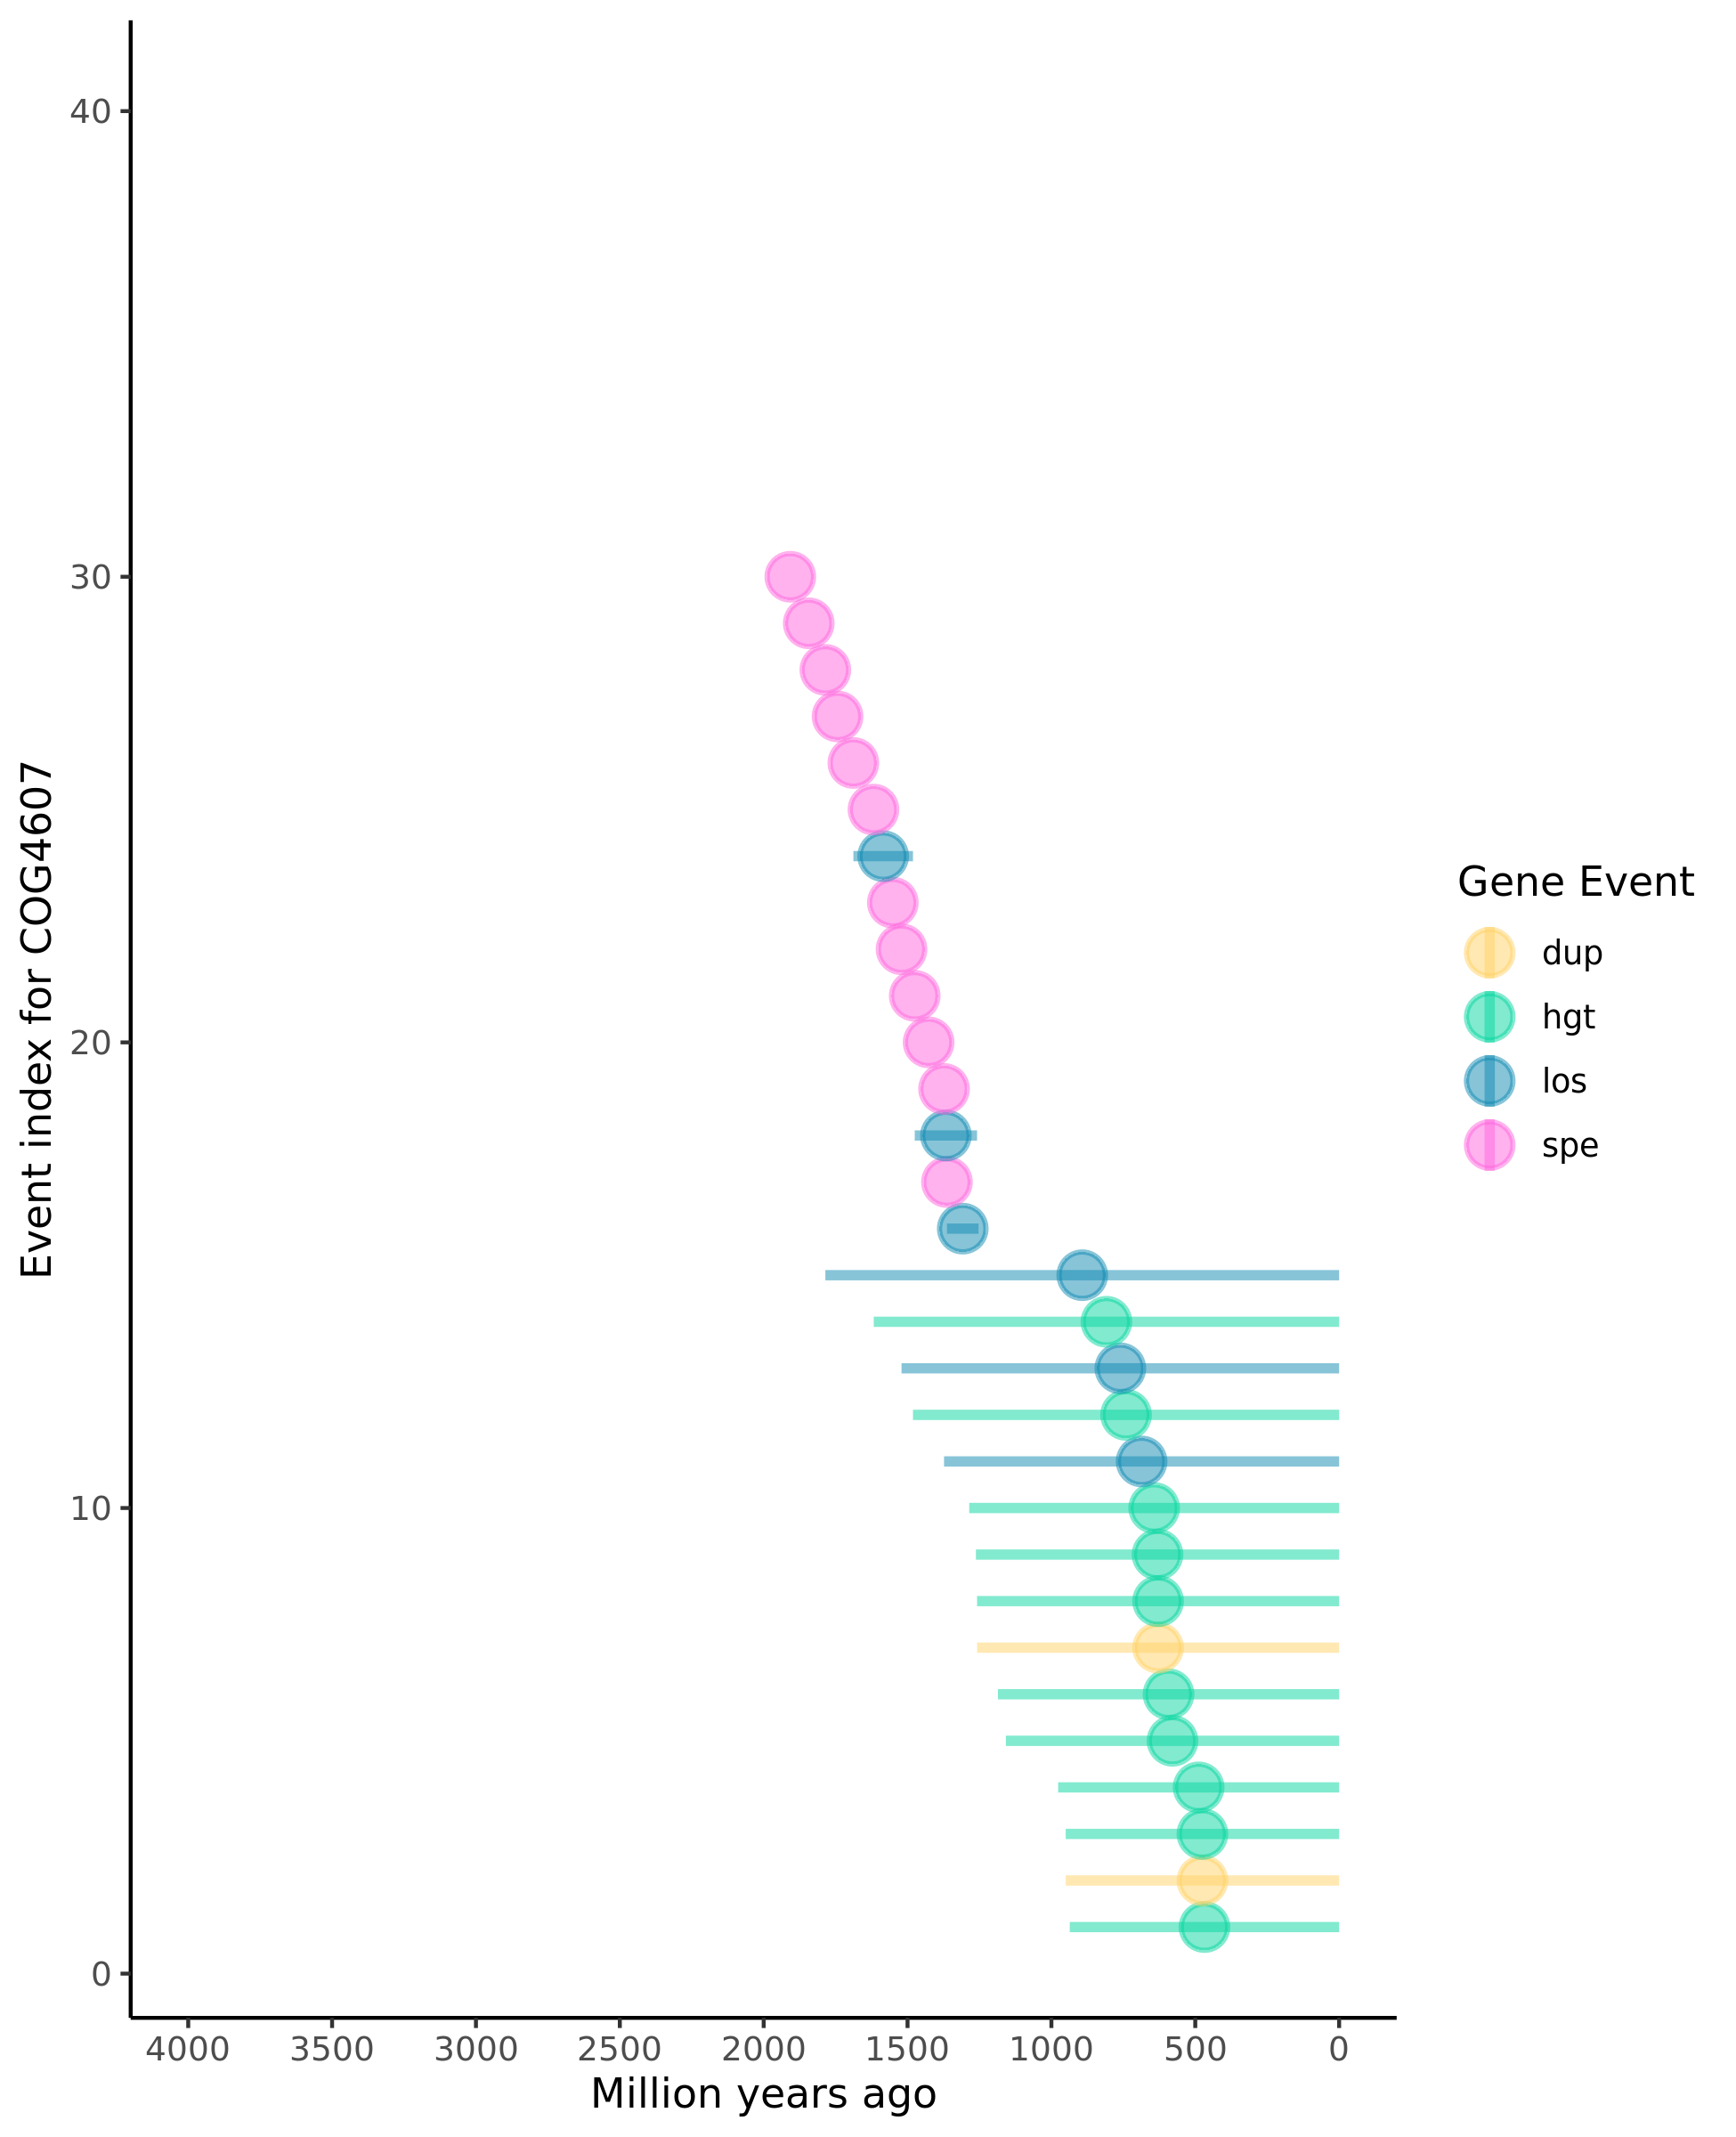 Event index for COG4607
40
30
20
10
0
4000 3500 3000 2500 2000 1500 1000 500 0
Million years ago
Gene Event
dup
hgt
los
spe